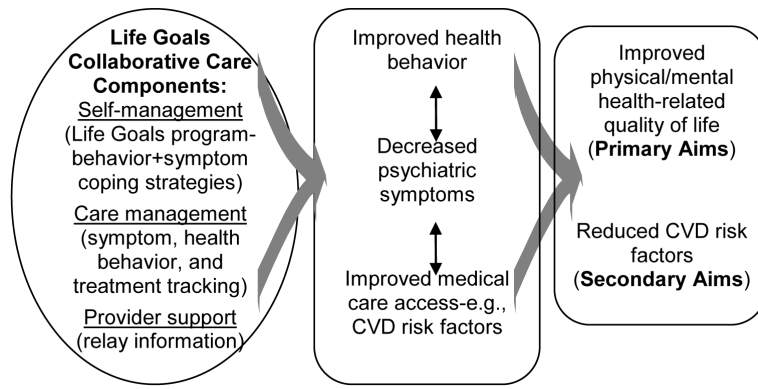 Life Goals
Collaborative Care
Components:
Self-management
(Life Goals program-
behavior+symptom
coping strategies)
Care management
(symptom, health
behavior, and
treatment tracking)
Provider support
(relay information)
Improved health
behavior
Decreased
psychiatric
symptoms
Improved medical
care access-e.g.,
CVD risk factors
Improved
physical/mental
health-related
quality of life
(Primary Aims)
Reduced CVD risk
factors
(Secondary Aims)